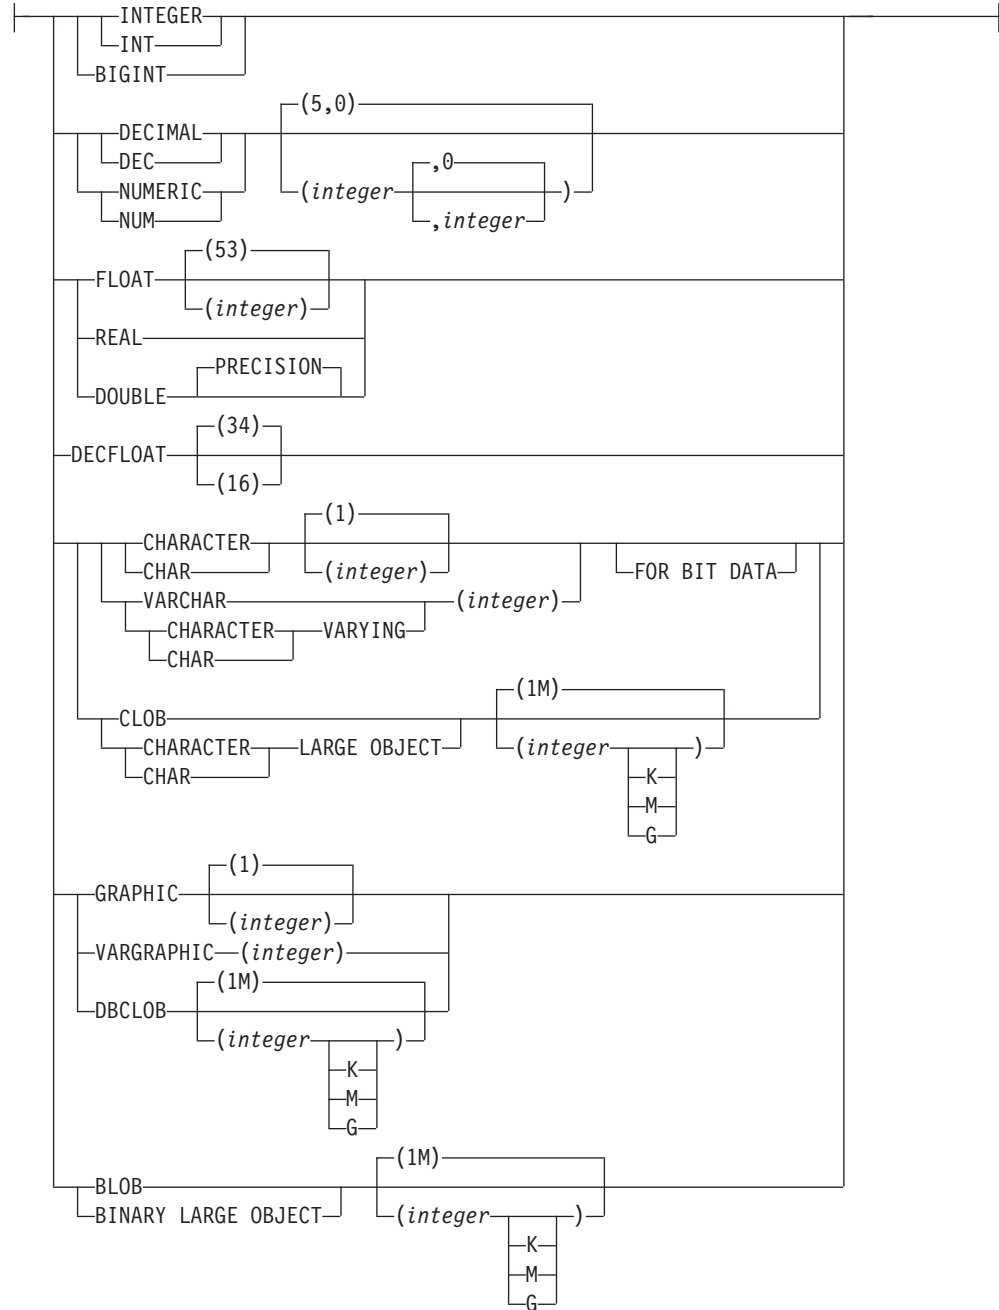 INTEGER
INT
BIGINT
(5,0)
DECIMAL
DEC
,0
NUMERIC (integer )
NUM ,integer
(53)
FLOAT
(integer)
REAL
PRECISION
DOUBLE
(34)
DECFLOAT
(16)
(1)
CHARACTER
CHAR (integer) FOR BIT DATA
VARCHAR (integer)
CHARACTER VARYING
CHAR
(1M)
CLOB
CHARACTER LARGE OBJECT (integer )
CHAR K
M
G
(1)
GRAPHIC
(integer)
VARGRAPHIC (integer)
(1M)
DBCLOB
(integer )
K
M
G
(1M)
BLOB
BINARY LARGE OBJECT (integer )
K
M
G